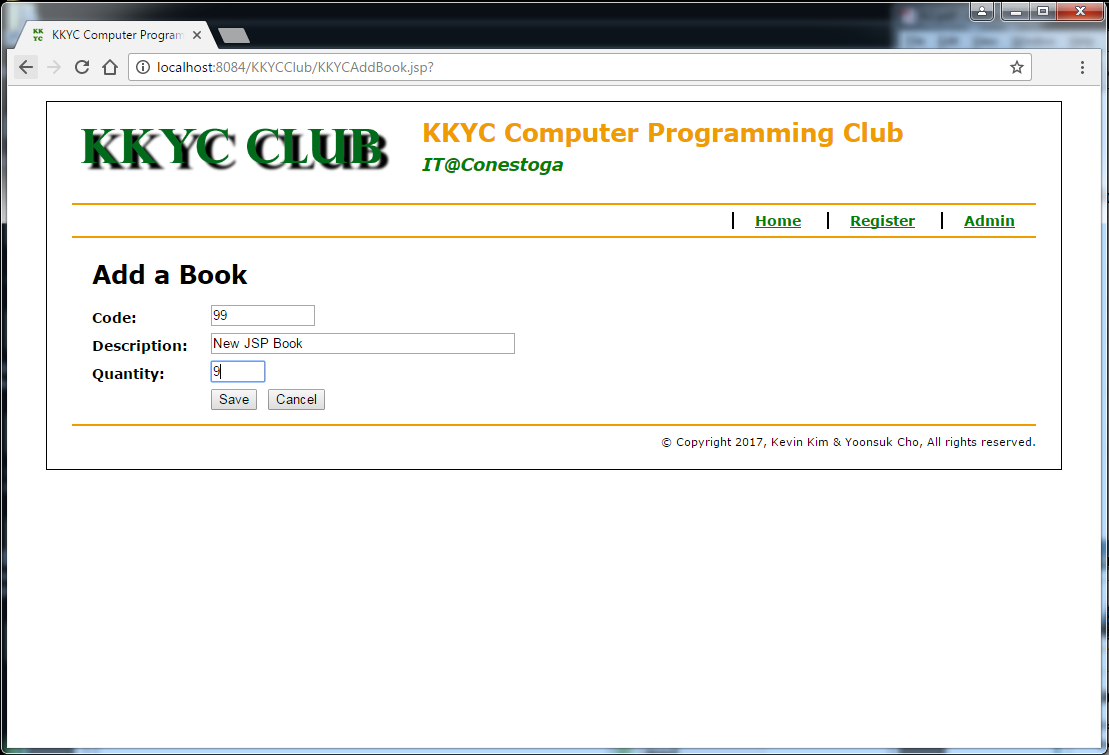 KK
YC
KKYC Computer Program
localhost:8084/KKYCClub/KKYCAddBook.jsp?
KKYC CLUB
KKYC Computer Programming Club
IT@Conestoga
Home
Register
Admin
Add a Book
Code: 99
Description: New JSP Book
Quantity: 9
Save Cancel
© Copyright 2017, Kevin Kim & Yoonsuk Cho, All rights reserved.